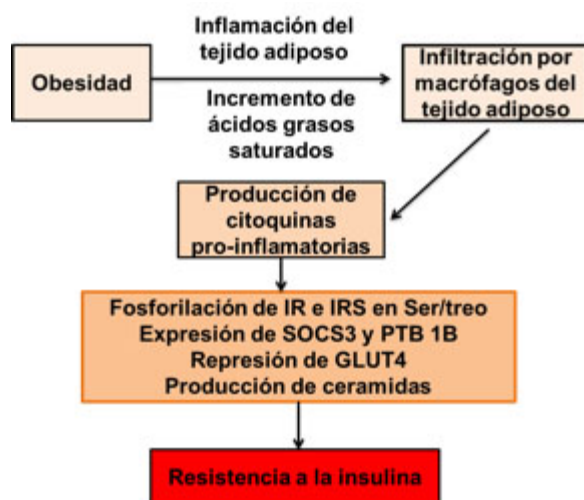 Obesidad
Inflamación del
tejido adiposo
Incremento de
ácidos grasos
saturados
Infiltración por
macrófagos del
tejido adiposo
Producción de
citoquinas
pro-inflamatorias
Fosforilación de IR e IRS en Ser/treo
Expresión de SOCS3 y PTB 1B
Represión de GLUT4
Producción de ceramidas
Resistencia a la insulina